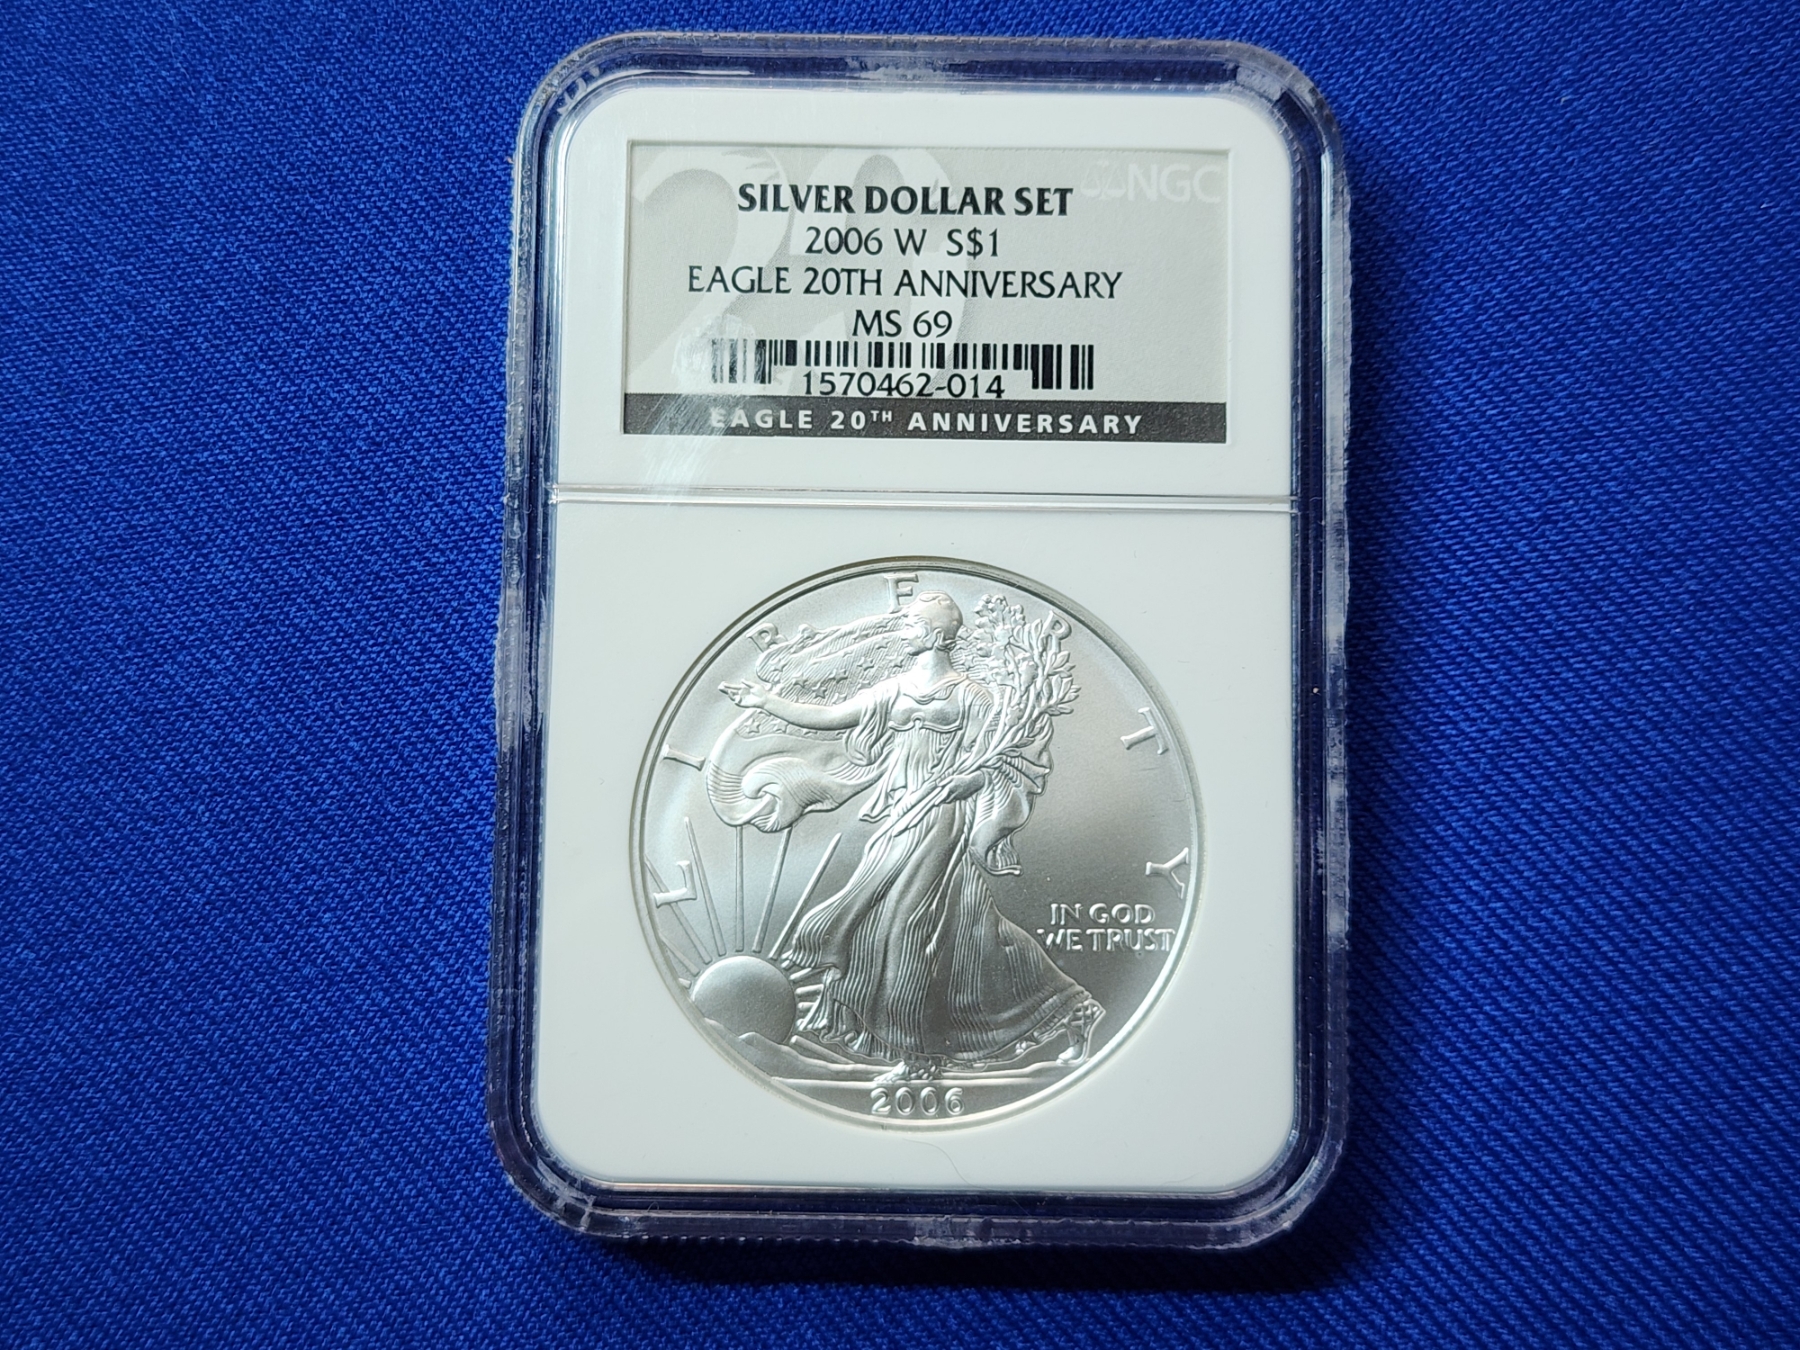 NGC
SILVER DOLLAR SET
2006 W S$1
EAGLE 20TH ANNIVERSARY
MS 69
1570462-014
EAGLE 20TH ANNIVERSARY
LIBERTY
IN GOD
WE TRUST
2006